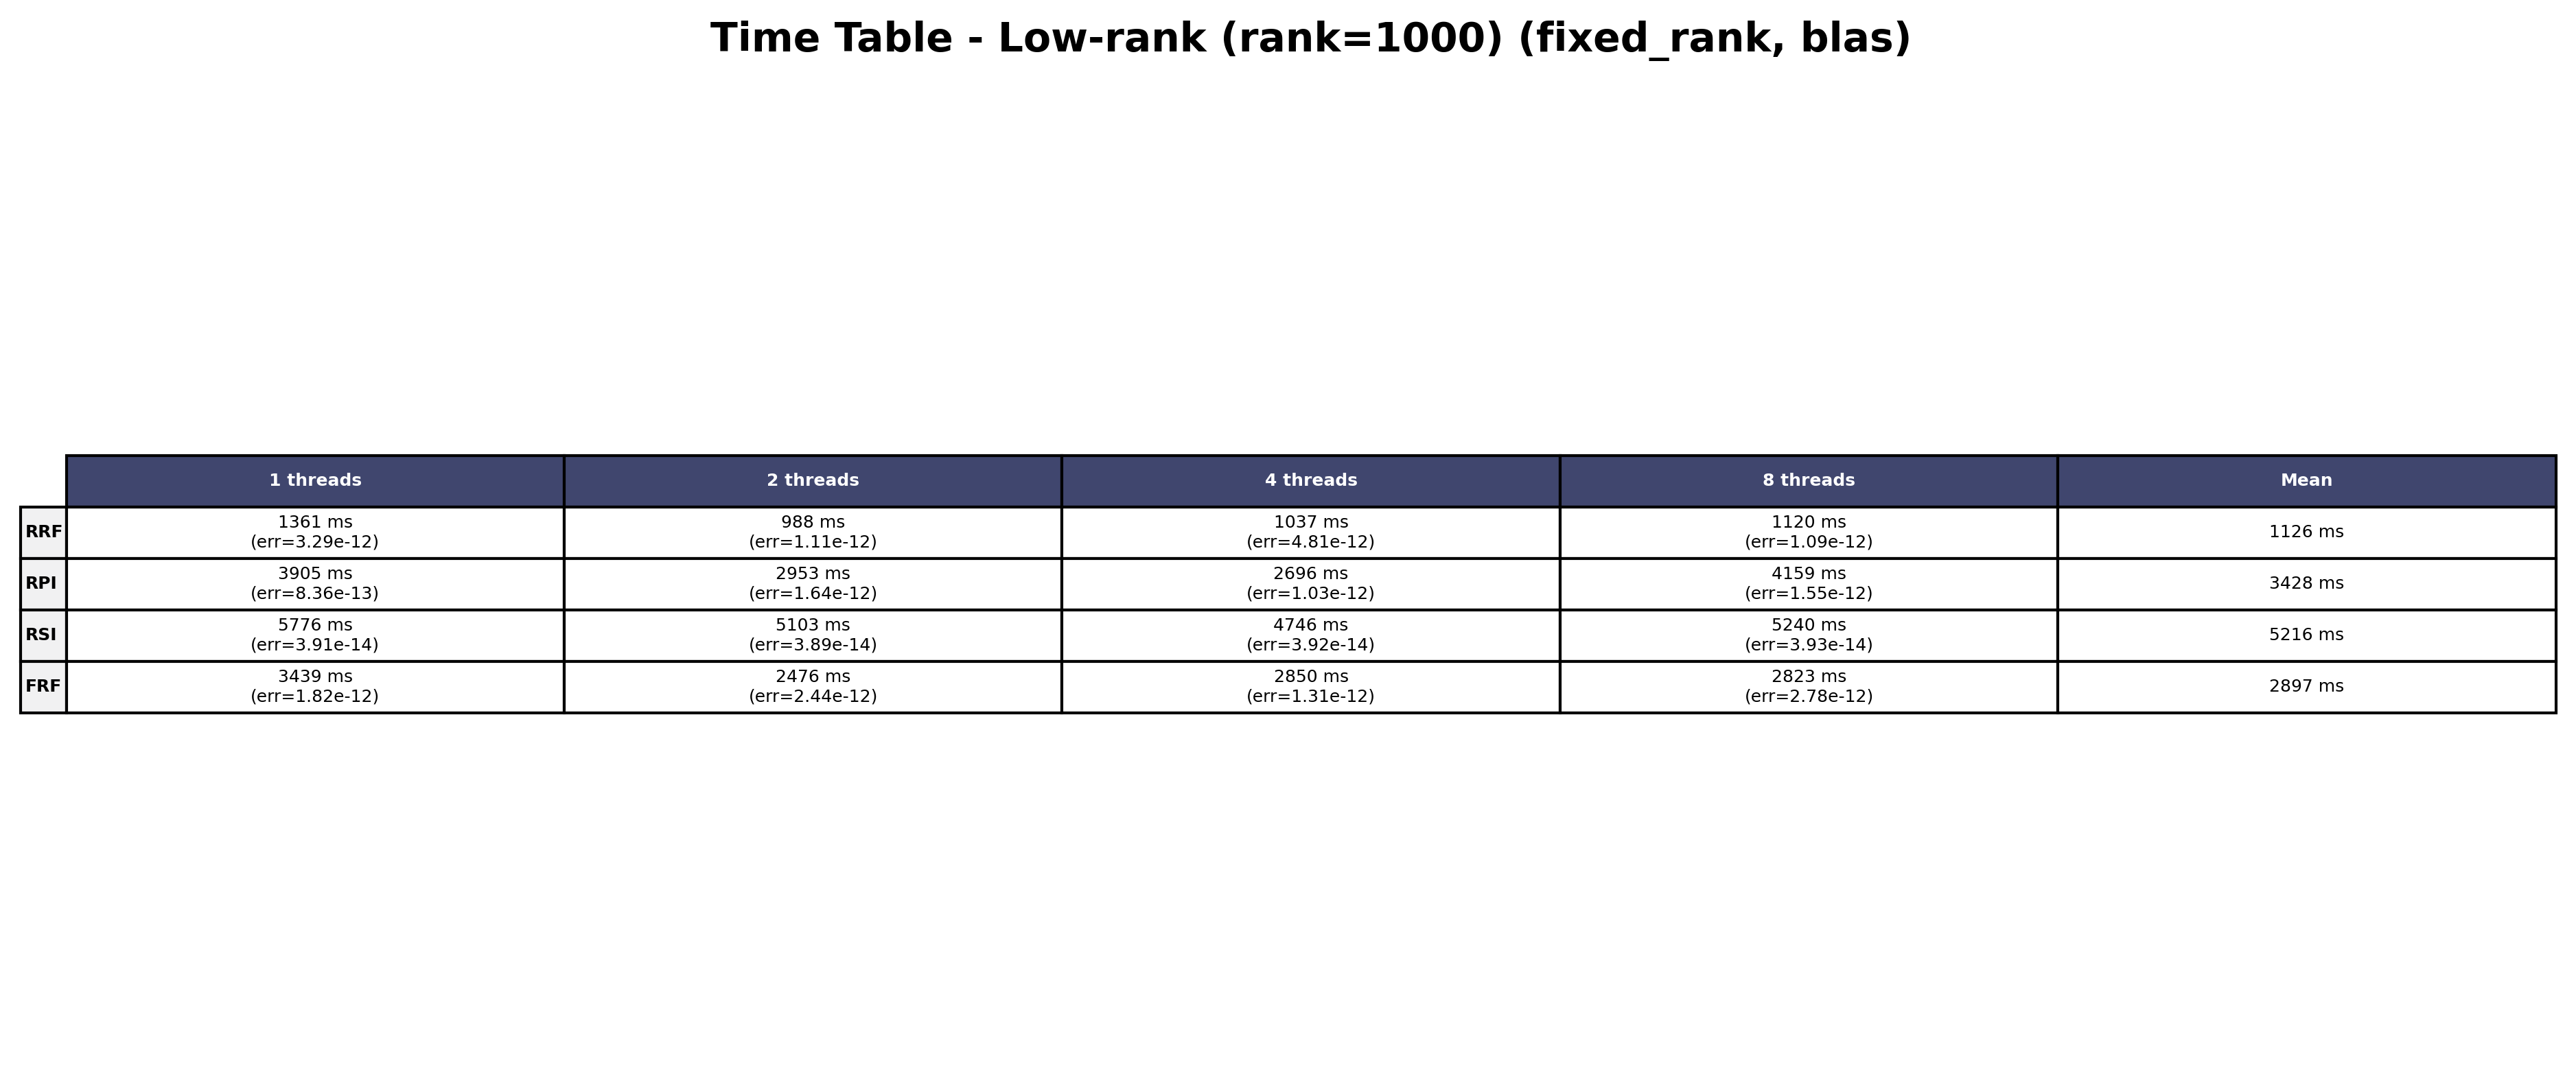 Time Table - Low-rank (rank=1000) (fixed_rank, blas)
1 threads 2 threads 4 threads 8 threads Mean
RRF 1361 ms (err=3.29e-12) 988 ms (err=1.11e-12) 1037 ms (err=4.81e-12) 1120 ms (err=1.09e-12) 1126 ms
RPI 3905 ms (err=8.36e-13) 2953 ms (err=1.64e-12) 2696 ms (err=1.03e-12) 4159 ms (err=1.55e-12) 3428 ms
RSI 5776 ms (err=3.91e-14) 5103 ms (err=3.89e-14) 4746 ms (err=3.92e-14) 5240 ms (err=3.93e-14) 5216 ms
FRF 3439 ms (err=1.82e-12) 2476 ms (err=2.44e-12) 2850 ms (err=1.31e-12) 2823 ms (err=2.78e-12) 2897 ms